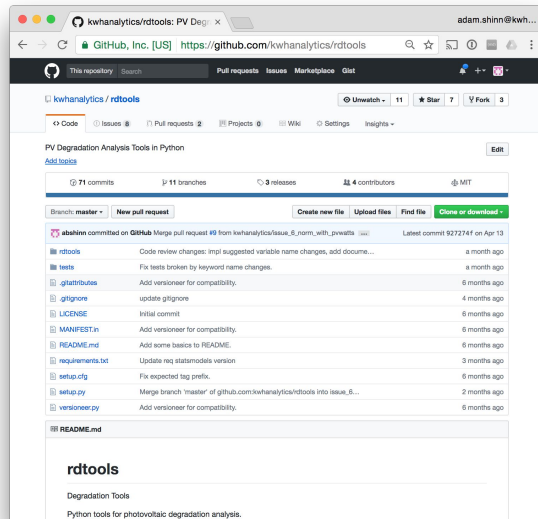 kwhanalytics/rdtools: PV Degr
adam.shinn@kwh...
GitHub, Inc. [US] https://github.com/kwhanalytics/rdtools
This repository Search Pull requests Issues Marketplace Gist
kwhanalytics / rdtools Unwatch 11 Star 7 Fork 3
Code Issues 8 Pull requests 2 Projects 0 Wiki Settings Insights
PV Degradation Analysis Tools in Python Edit
Add topics
71 commits 11 branches 3 releases 4 contributors MIT
Branch: master New pull request Create new file Upload files Find file Clone or download
abshinn committed on GitHub Merge pull request #9 from kwhanalytics/issue_6_norm_with_pvwatts ... Latest commit 927274f on Apr 13
rdtools Code review changes: impl suggested variable name changes, add docume... a month ago
tests Fix tests broken by keyword name changes. a month ago
.gitattributes Add versioneer for compatibility. 6 months ago
.gitignore update gitignore 4 months ago
LICENSE Initial commit 6 months ago
MANIFEST.in Add versioneer for compatibility. 6 months ago
README.md Add some basics to README. 6 months ago
requirements.txt Update req statsmodels version 3 months ago
setup.cfg Fix expected tag prefix. 6 months ago
setup.py Merge branch 'master' of github.com:kwhanalytics/rdtools into issue_6... 2 months ago
versioneer.py Add versioneer for compatibility. 6 months ago
README.md
rdtools
Degradation Tools
Python tools for photovoltaic degradation analysis.